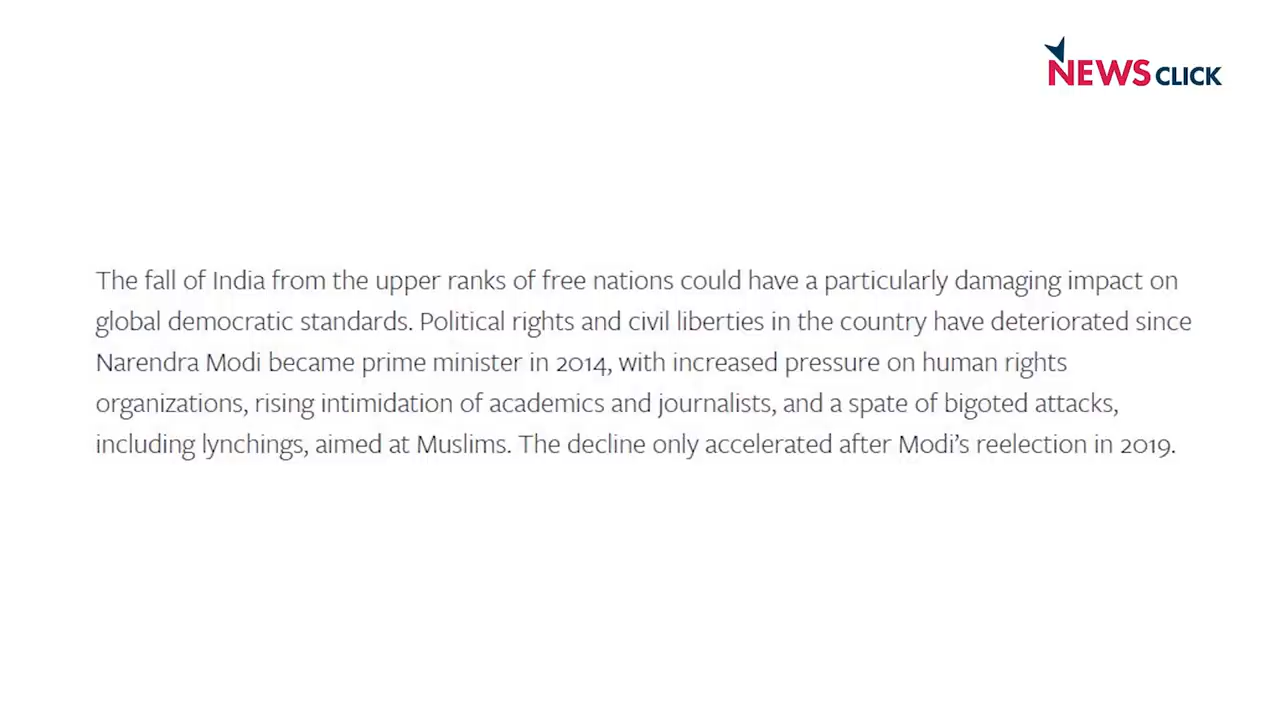 NEWS CLICK
The fall of India from the upper ranks of free nations could have a particularly damaging impact on
global democratic standards. Political rights and civil liberties in the country have deteriorated since
Narendra Modi became prime minister in 2014, with increased pressure on human rights
organizations, rising intimidation of academics and journalists, and a spate of bigoted attacks,
including lynchings, aimed at Muslims. The decline only accelerated after Modi’s reelection in 2019.